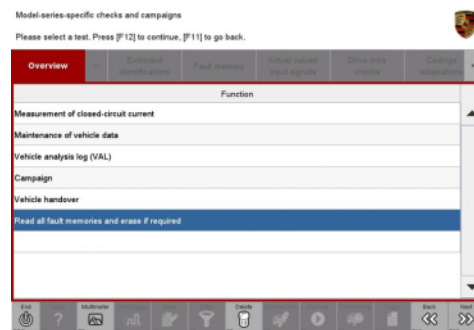 Model-series-specific checks and campaigns
Please select a test. Press [F12] to continue, [F11] to go back.
Overview
Extended identifications
Fault memory
Actual values input signals
Drive links checks
Codings adaptations
Function
Measurement of closed-circuit current
Maintenance of vehicle data
Vehicle analysis log (VAL)
Campaign
Vehicle handover
Read all fault memories and erase if required
End
Multimeter
Delete
Back
Next